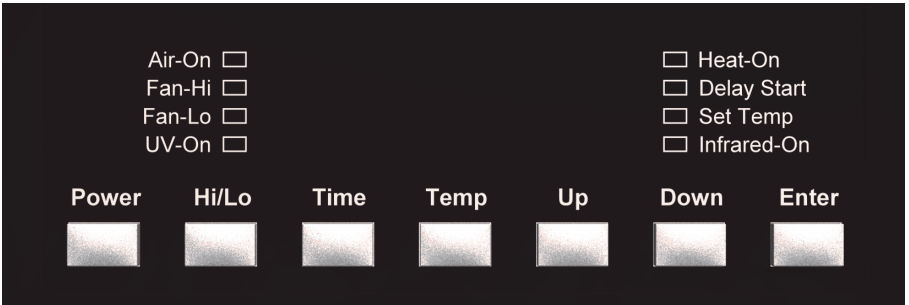 Air-On
Fan-Hi
Fan-Lo
UV-On
Heat-On
Delay Start
Set Temp
Infrared-On
Power Hi/Lo Time Temp Up Down Enter